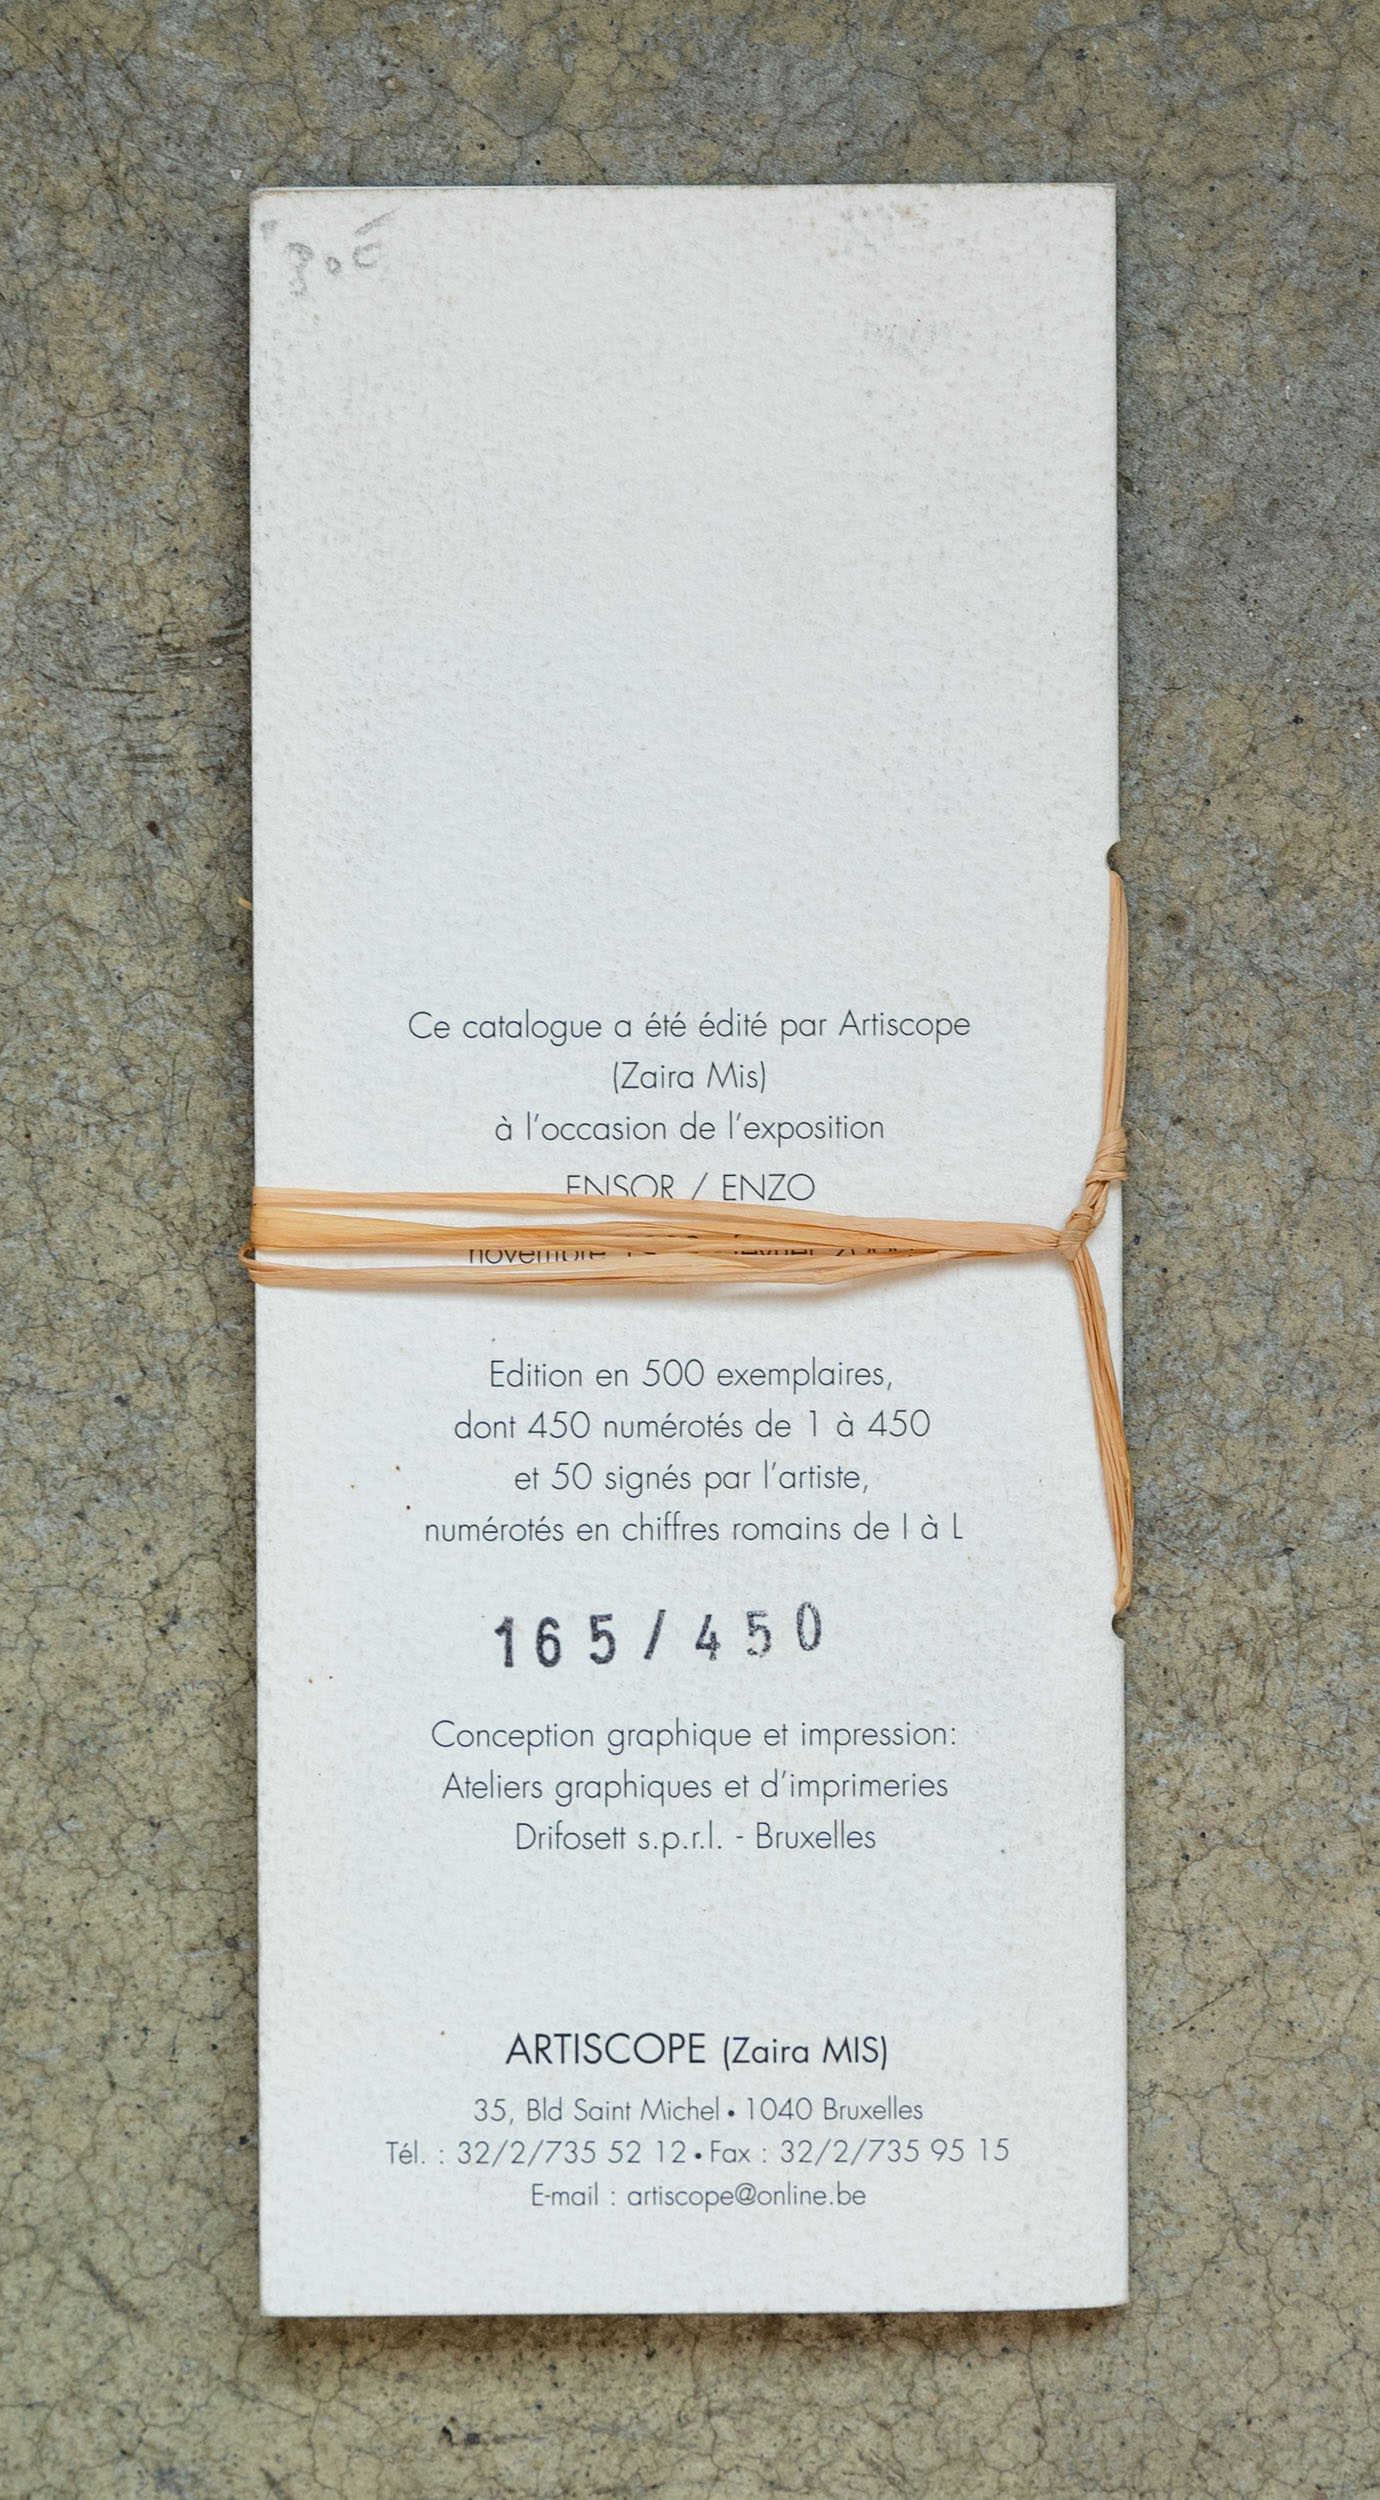 Ce catalogue a été édité par Artiscope
(Zaira Mis)
à l'occasion de l'exposition
ENSOR / ENZO
novembre février
Edition en 500 exemplaires,
dont 450 numérotés de 1 à 450
et 50 signés par l'artiste,
numérotés en chiffres romains de I à L
165/450
Conception graphique et impression:
Ateliers graphiques et d'imprimeries
Drifosett s.p.r.l. - Bruxelles
ARTISCOPE (Zaira MIS)
35, Bld Saint Michel • 1040 Bruxelles
Tél. : 32/2/735 52 12 • Fax : 32/2/735 95 15
E-mail : artiscope@online.be